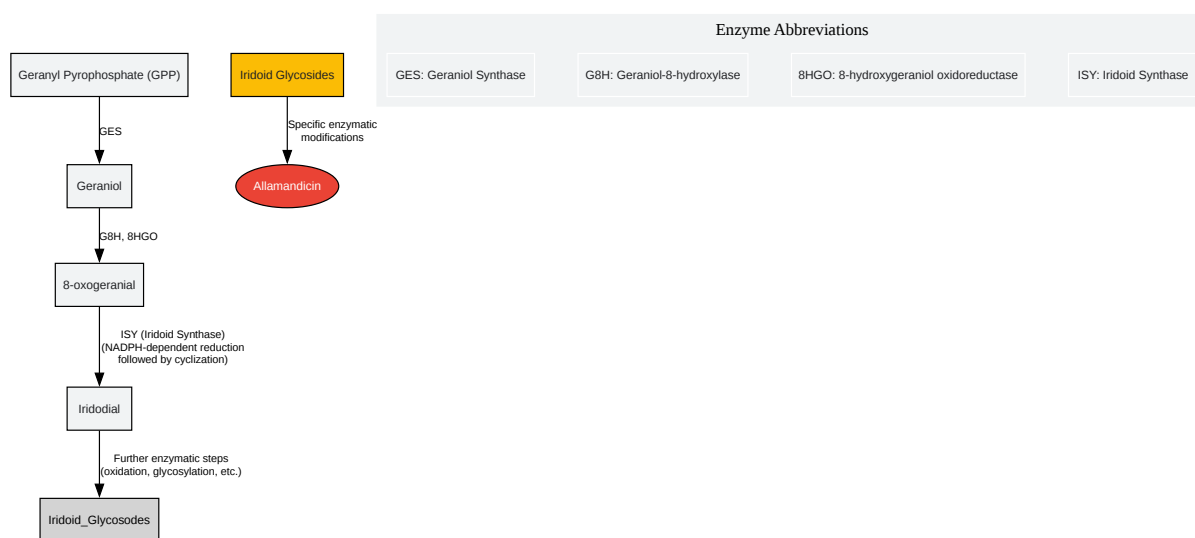 Enzyme Abbreviations
Geranyl Pyrophosphate (GPP)
Iridoid Glycosides
GES: Geraniol Synthase
G8H: Geraniol-8-hydroxylase
8HGO: 8-hydroxygeraniol oxidoreductase
ISY: Iridoid Synthase
GES
Specific enzymatic
modifications
Geraniol
Allamandicin
G8H, 8HGO
8-oxogeranial
ISY (Iridoid Synthase)
(NADPH-dependent reduction
followed by cyclization)
Iridodial
Further enzymatic steps
(oxidation, glycosylation, etc.)
Iridoid_Glycosodes